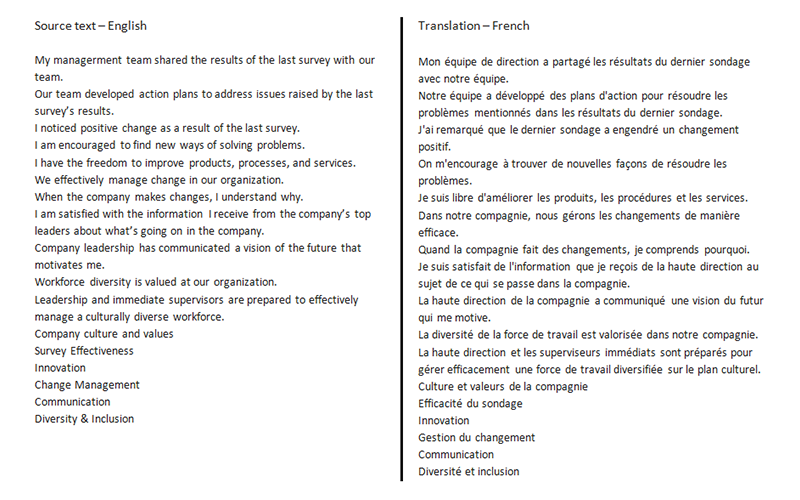 Source text – English
My managerment team shared the results of the last survey with our
team.
Our team developed action plans to address issues raised by the last
survey's results.
I noticed positive change as a result of the last survey.
I am encouraged to find new ways of solving problems.
I have the freedom to improve products, processes, and services.
We effectively manage change in our organization.
When the company makes changes, I understand why.
I am satisfied with the information I receive from the company's top
leaders about what's going on in the company.
Company leadership has communicated a vision of the future that
motivates me.
Workforce diversity is valued at our organization.
Leadership and immediate supervisors are prepared to effectively
manage a culturally diverse workforce.
Company culture and values
Survey Effectiveness
Innovation
Change Management
Communication
Diversity & Inclusion
Translation – French
Mon équipe de direction a partagé les résultats du dernier sondage
avec notre équipe.
Notre équipe a développé des plans d'action pour résoudre les
problèmes mentionnés dans les résultats du dernier sondage.
J'ai remarqué que le dernier sondage a engendré un changement
positif.
On m'encourage à trouver de nouvelles façons de résoudre les
problèmes.
Je suis libre d'améliorer les produits, les procédures et les services.
Dans notre compagnie, nous gérons les changements de manière
efficace.
Quand la compagnie fait des changements, je comprends pourquoi.
Je suis satisfait de l'information que je reçois de la haute direction au
sujet de ce qui se passe dans la compagnie.
La haute direction de la compagnie a communiqué une vision du futur
qui me motive.
La diversité de la force de travail est valorisée dans notre compagnie.
La haute direction et les superviseurs immédiats sont préparés pour
gérer efficacement une force de travail diversifiée sur le plan culturel.
Culture et valeurs de la compagnie
Efficacité du sondage
Innovation
Gestion du changement
Communication
Diversité et inclusion